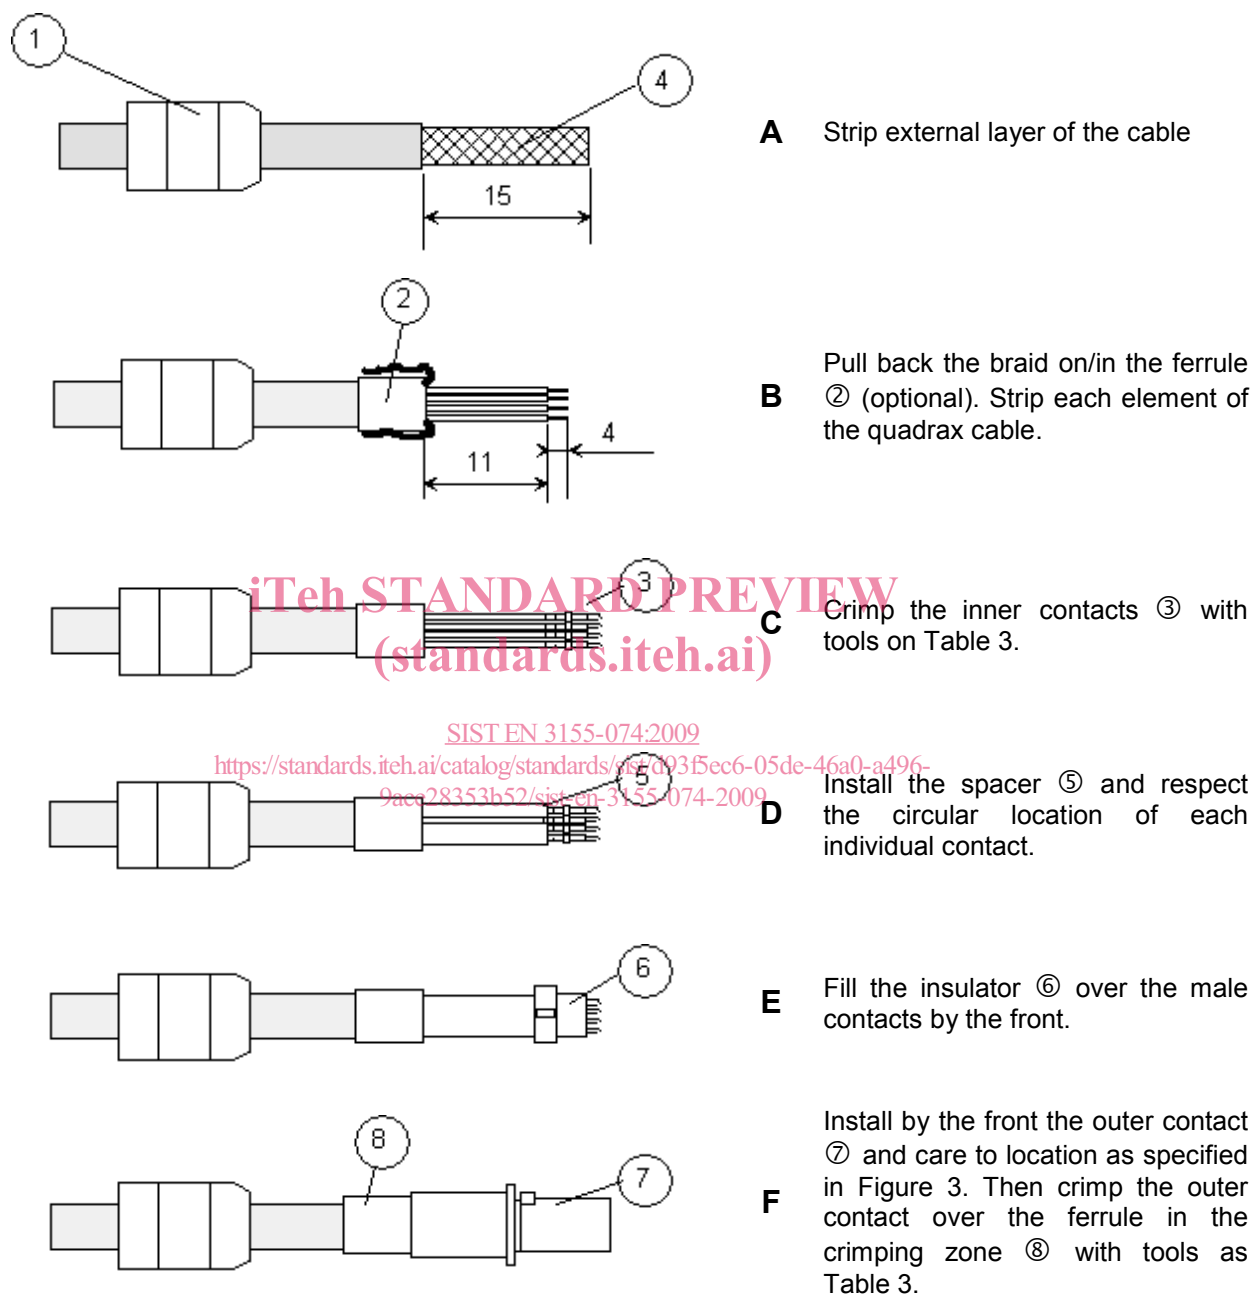 1
4
A Strip external layer of the cable
15
2
Pull back the braid on/in the ferrule
B ② (optional). Strip each element of
the quadrax cable.
4
11
3
iTeh STANDARD PREVIEW
C Crimp the inner contacts ③ with
tools on Table 3.
(standards.iteh.ai)
SIST EN 3155-074:2009
https://standards.iteh.ai/catalog/standards/sist/d93f5ec6-05de-46a0-a496-
5
9acc28353b52/sist-en-3155-074-2009
D Install the spacer ⑤ and respect
the circular location of each
individual contact.
6
E Fill the insulator ⑥ over the male
contacts by the front.
8
7
Install by the front the outer contact
⑦ and care to location as specified
F in Figure 3. Then crimp the outer
contact over the ferrule in the
crimping zone ⑧ with tools as
Table 3.